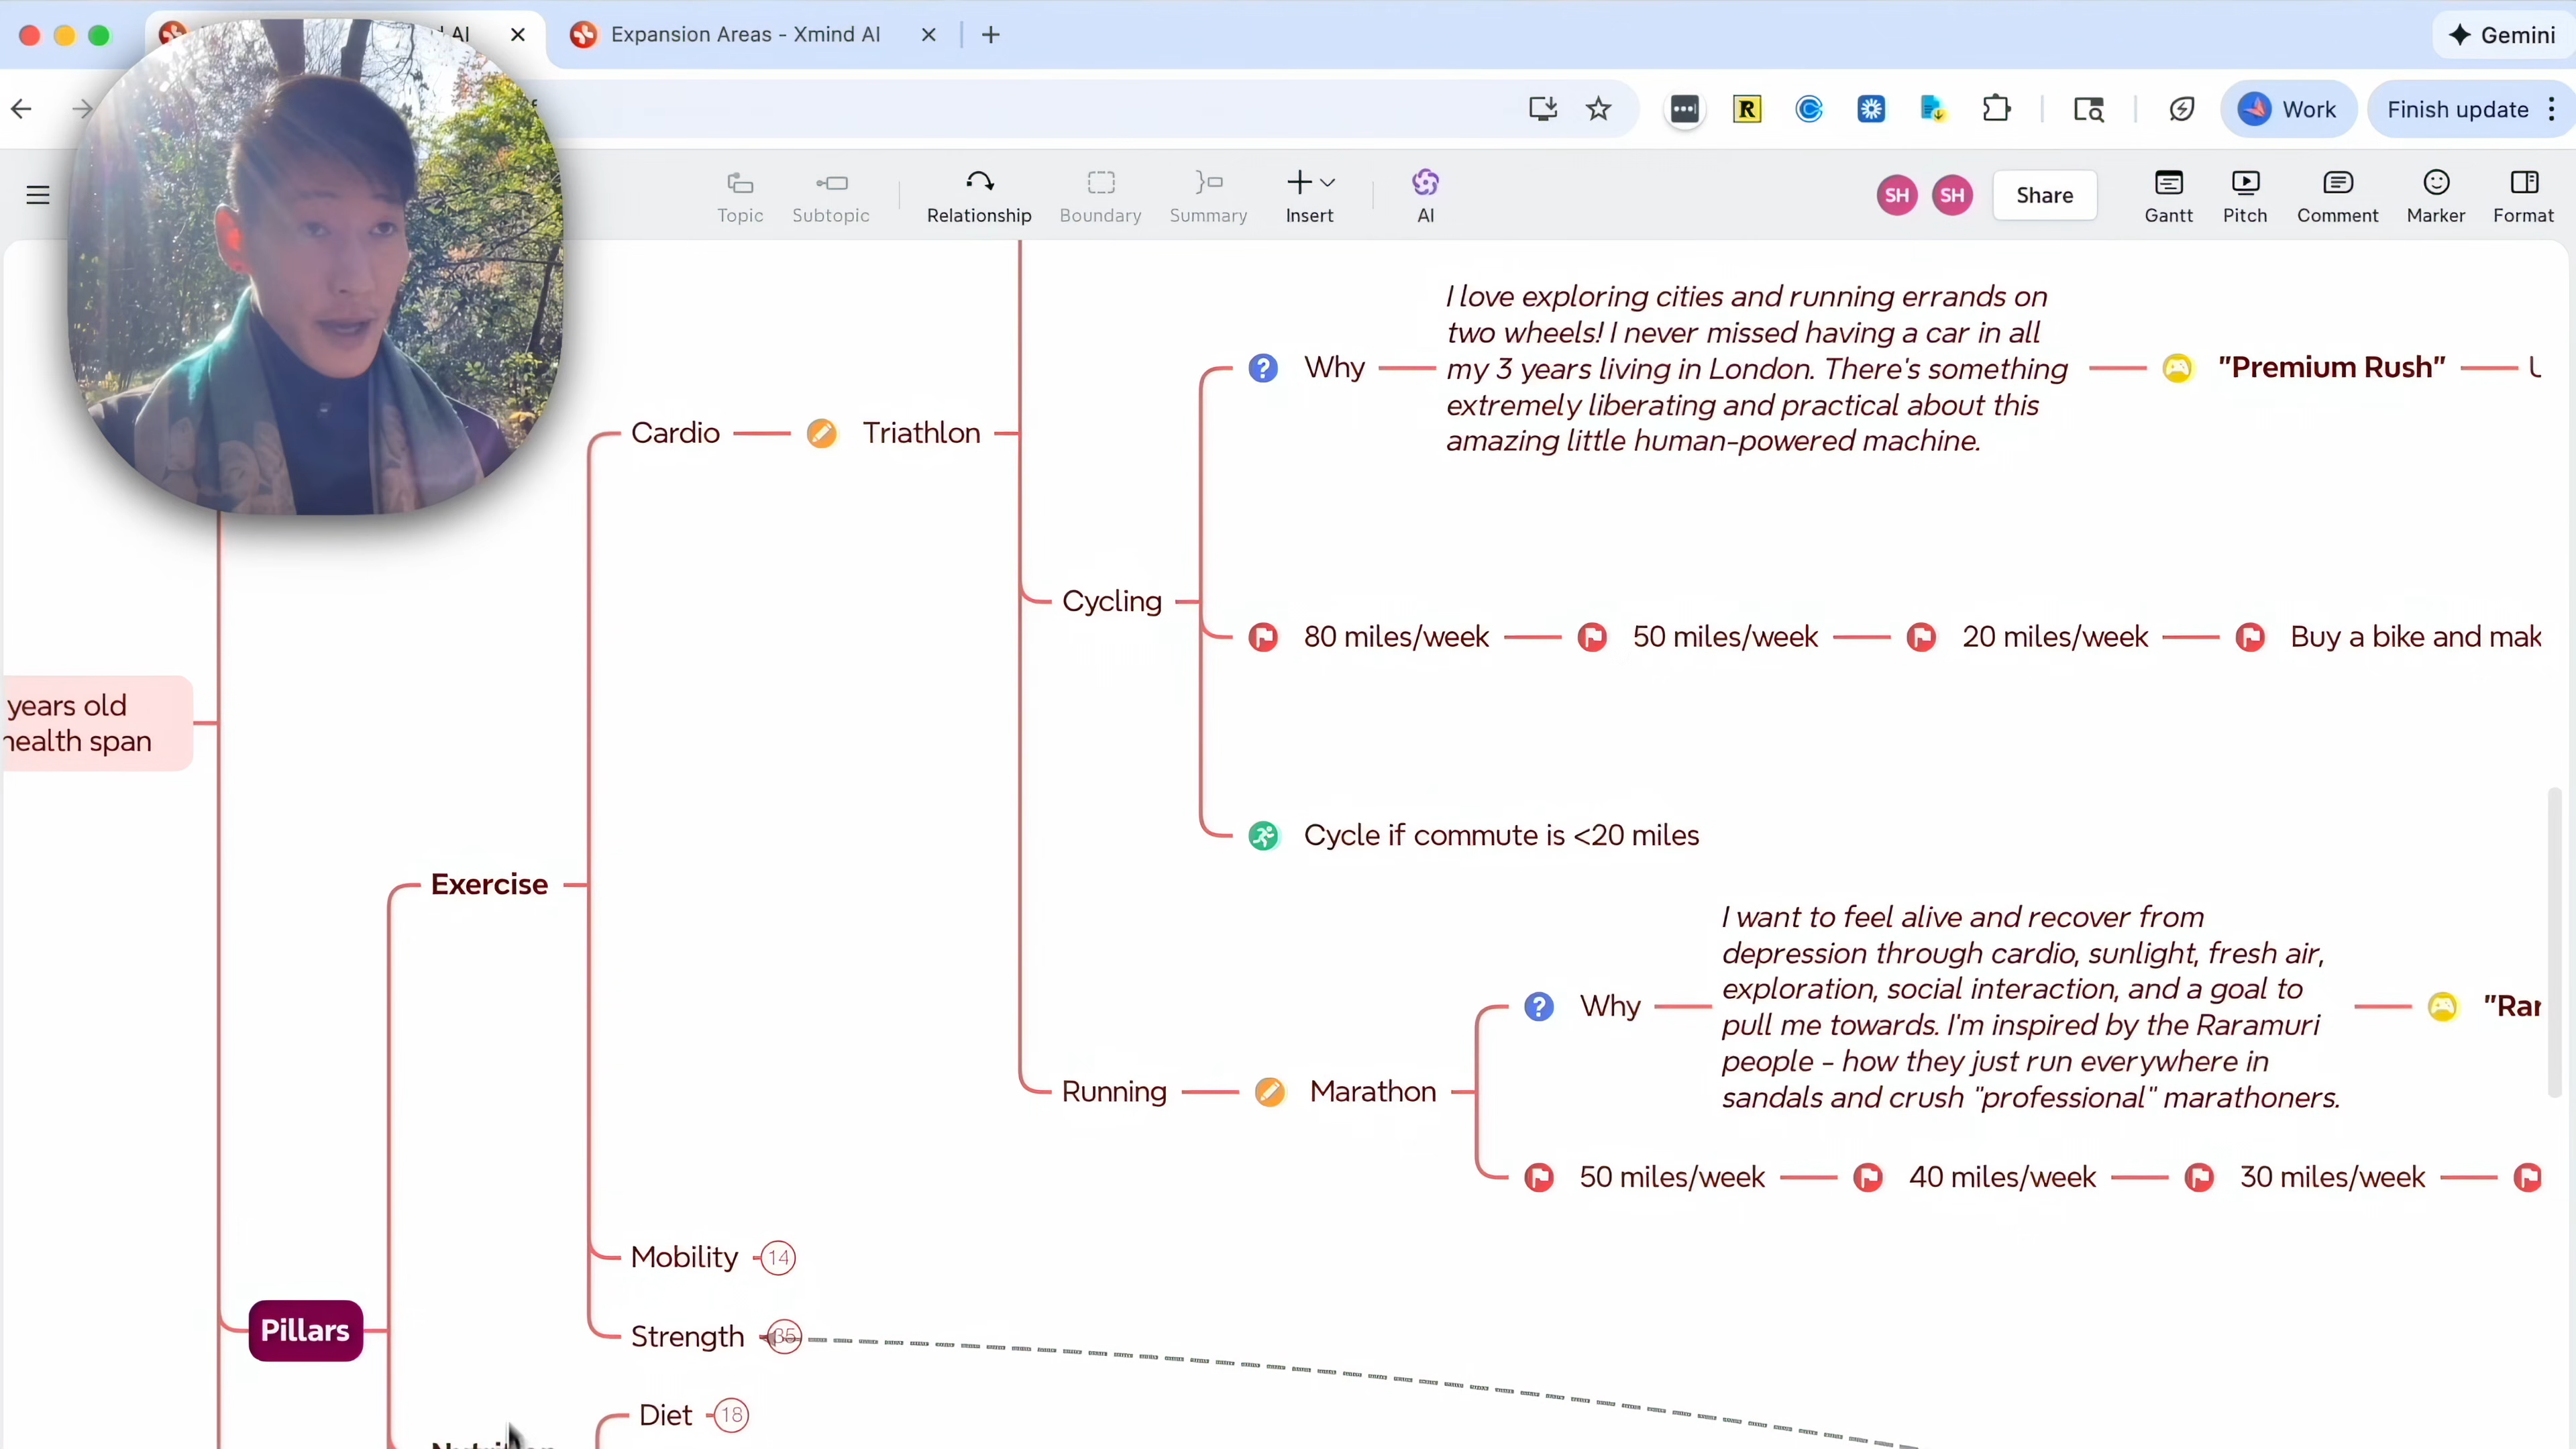 AI
Expansion Areas - Xmind AI
Gemini
Work
Finish update
Topic
Subtopic
Relationship
Boundary
Summary
Insert
AI
SH
SH
Share
Gantt
Pitch
Comment
Marker
Format
I love exploring cities and running errands on
two wheels! I never missed having a car in all
my 3 years living in London. There's something
extremely liberating and practical about this
amazing little human-powered machine.
Why
"Premium Rush"
Cardio
Triathlon
Cycling
80 miles/week
50 miles/week
20 miles/week
Buy a bike and mak
years old
health span
Cycle if commute is <20 miles
Exercise
I want to feel alive and recover from
depression through cardio, sunlight, fresh air,
exploration, social interaction, and a goal to
pull me towards. I'm inspired by the Raramuri
people - how they just run everywhere in
sandals and crush "professional" marathoners.
Why
"Rar
Running
Marathon
50 miles/week
40 miles/week
30 miles/week
Mobility
14
Pillars
Strength
35
Diet
18